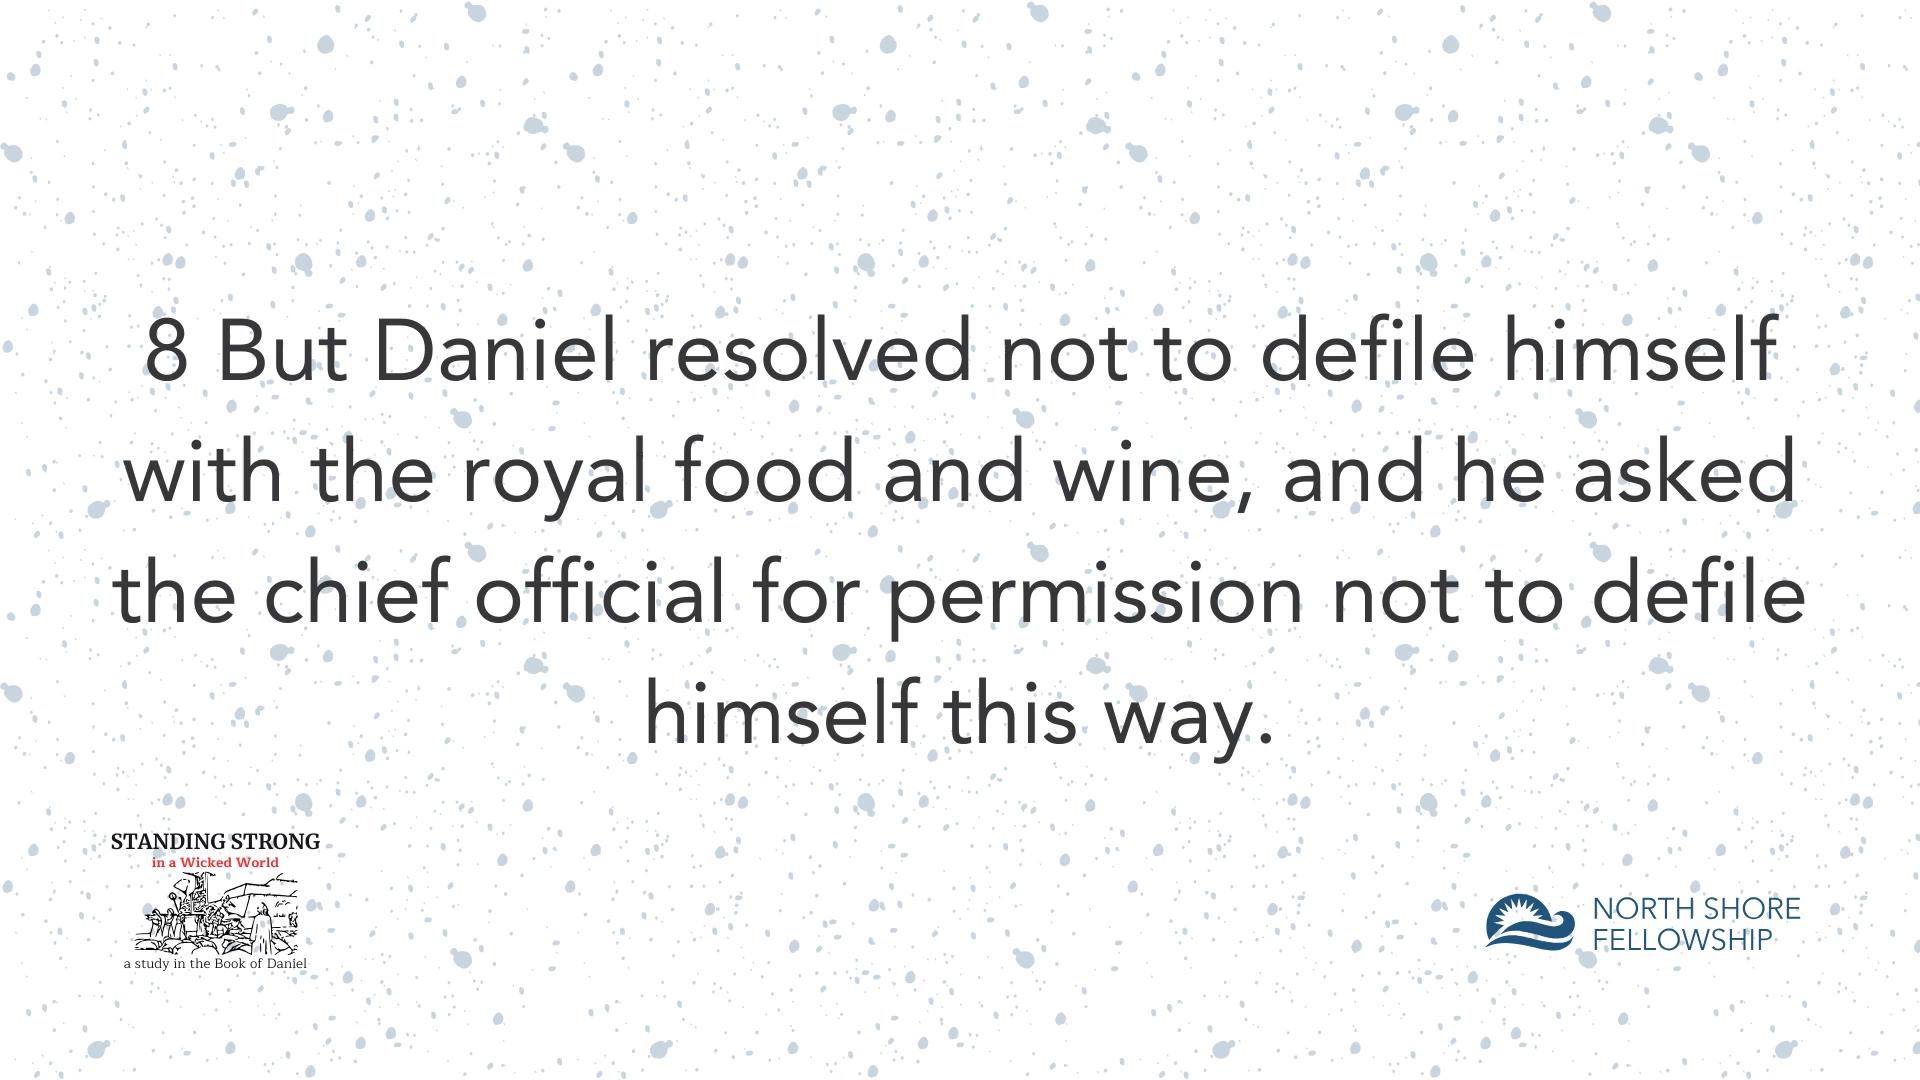 8 But Daniel resolved not to defile himself
with the royal food and wine, and he asked
the chief official for permission not to defile
himself this way.
STANDING STRONG
in a Wicked World
a study in the Book of Daniel
NORTH SHORE
FELLOWSHIP